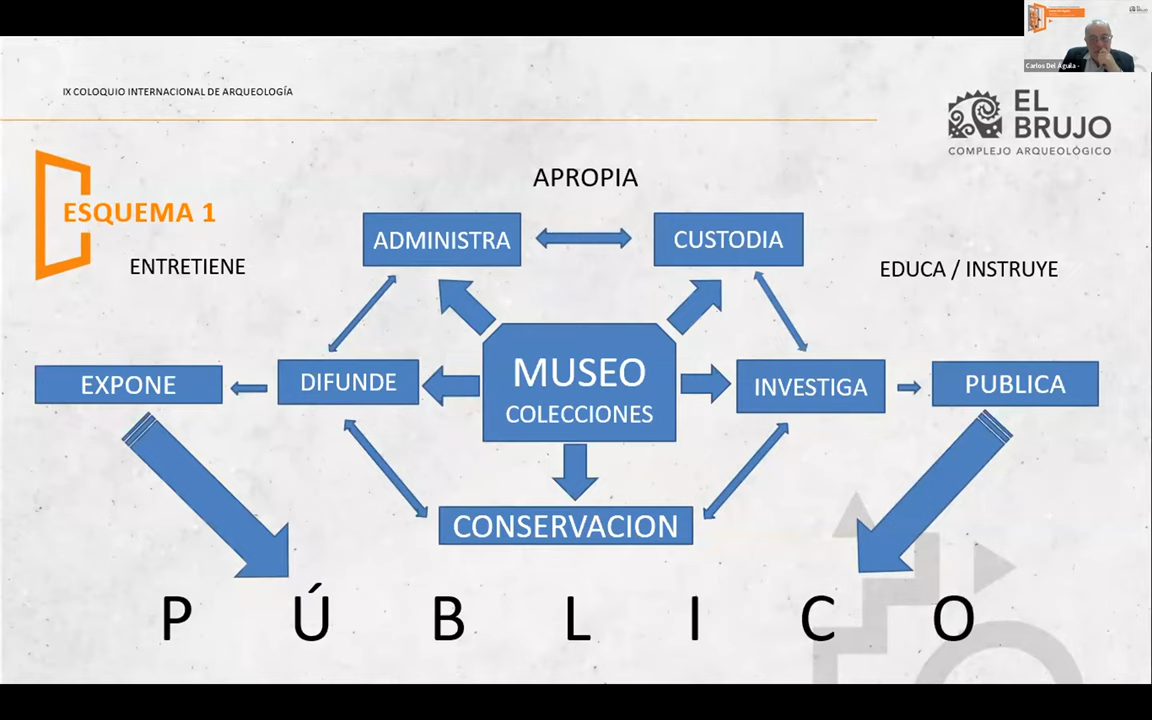 Carlos Del Águila -
IX COLOQUIO INTERNACIONAL DE ARQUEOLOGÍA
EL
BRUJO
COMPLEJO ARQUEOLÓGICO
APROPIA
ESQUEMA 1
ADMINISTRA
CUSTODIA
ENTRETIENE
EDUCA / INSTRUYE
EXPONE
DIFUNDE
MUSEO
COLECCIONES
INVESTIGA
PUBLICA
CONSERVACION
P Ú B L I C O